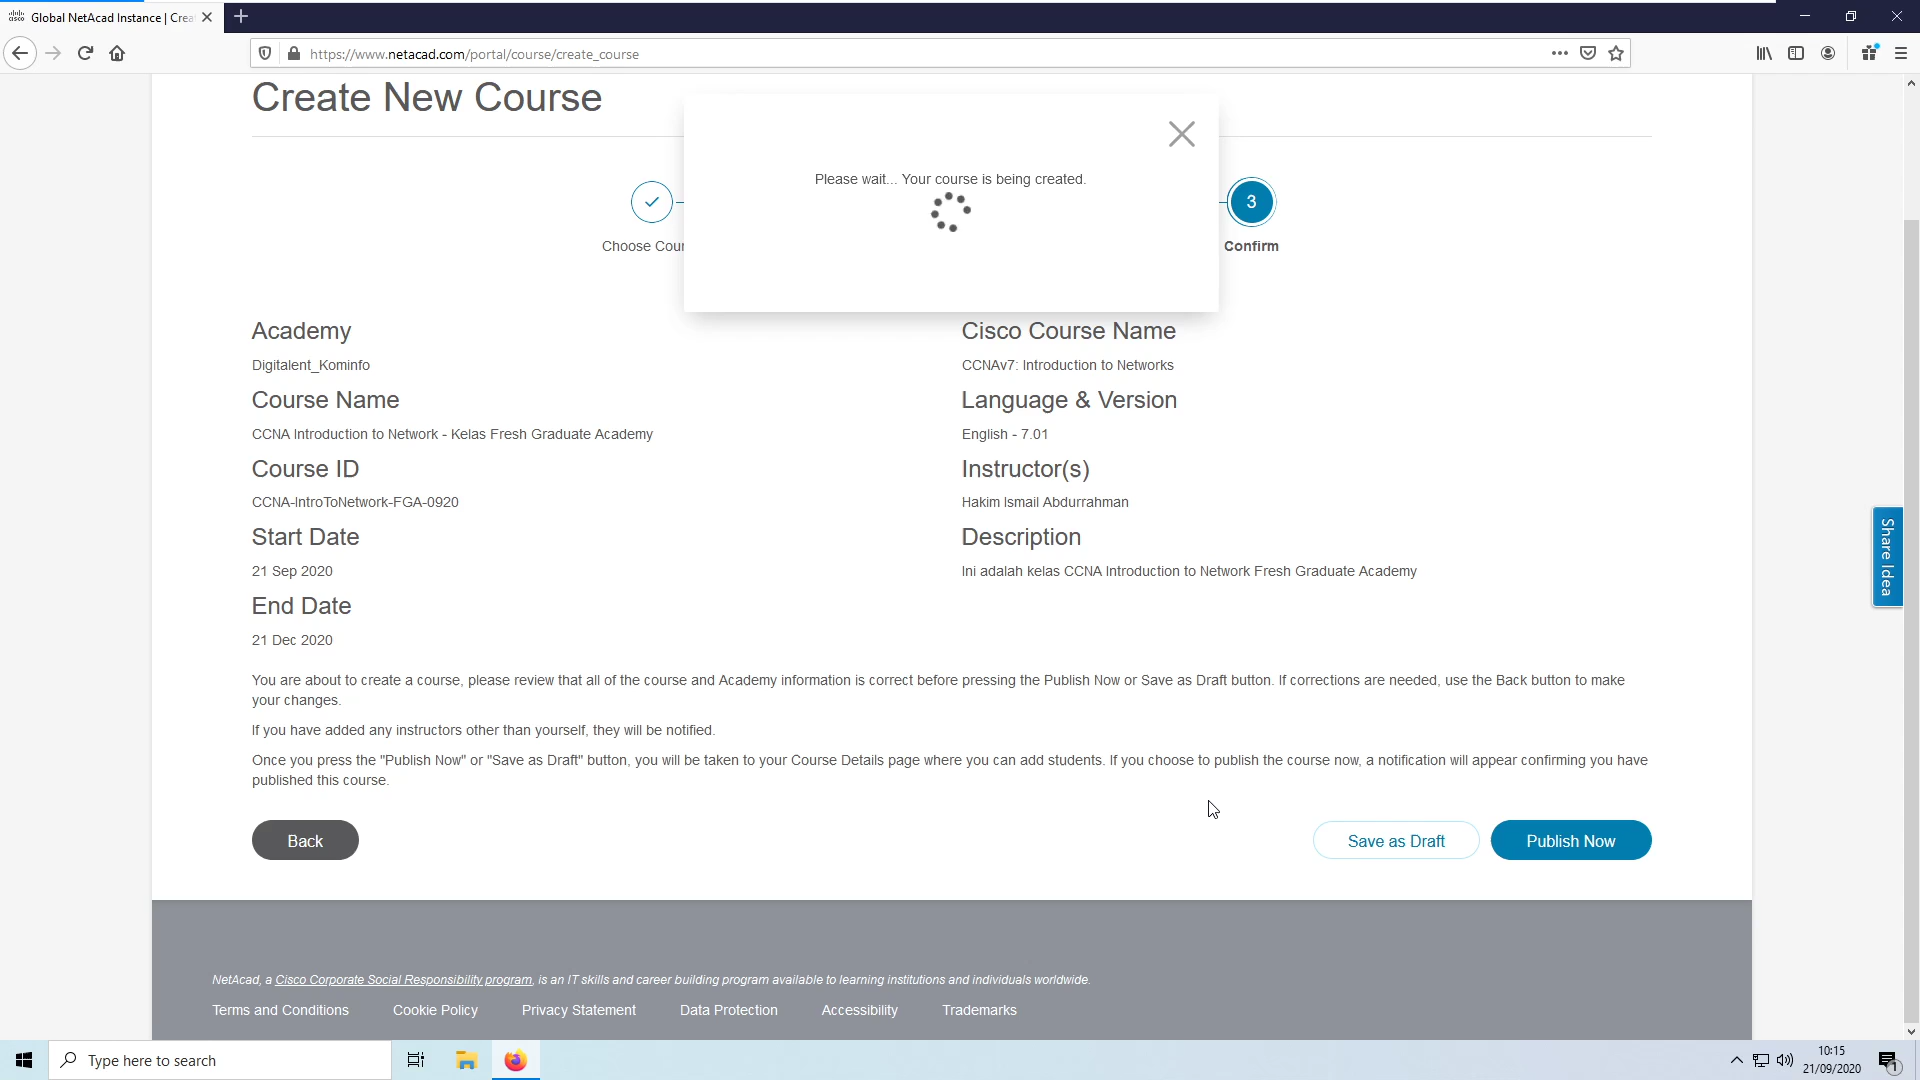 Global NetAcad Instance | Crea
https://www.netacad.com/portal/course/create_course
Create New Course
Please wait... Your course is being created.
3
Choose Cour
Confirm
Academy
Digitalent_Kominfo
Cisco Course Name
CCNAv7: Introduction to Networks
Course Name
CCNA Introduction to Network - Kelas Fresh Graduate Academy
Language & Version
English - 7.01
Course ID
CCNA-IntroToNetwork-FGA-0920
Instructor(s)
Hakim Ismail Abdurrahman
Start Date
21 Sep 2020
Description
Ini adalah kelas CCNA Introduction to Network Fresh Graduate Academy
End Date
21 Dec 2020
You are about to create a course, please review that all of the course and Academy information is correct before pressing the Publish Now or Save as Draft button. If corrections are needed, use the Back button to make
your changes.
If you have added any instructors other than yourself, they will be notified.
Once you press the "Publish Now" or "Save as Draft" button, you will be taken to your Course Details page where you can add students. If you choose to publish the course now, a notification will appear confirming you have
published this course.
Back
Save as Draft
Publish Now
Share Idea
NetAcad, a Cisco Corporate Social Responsibility program, is an IT skills and career building program available to learning institutions and individuals worldwide.
Terms and Conditions Cookie Policy Privacy Statement Data Protection Accessibility Trademarks
Type here to search
10:15
21/09/2020
1